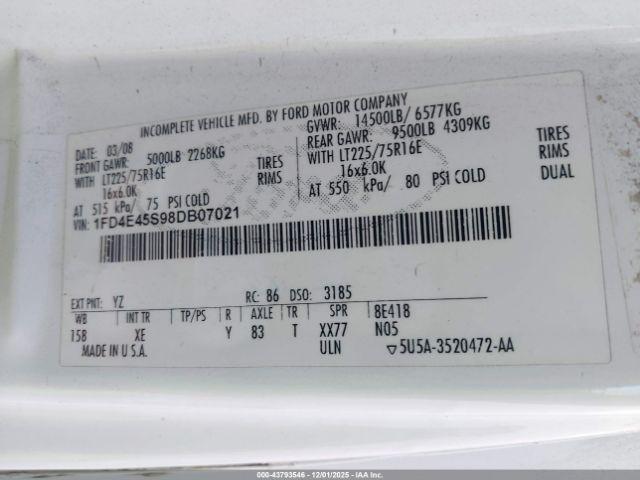 INCOMPLETE VEHICLE MFD. BY FORD MOTOR COMPANY
DATE: 03/08 GVWR: 14500LB/ 6577KG
FRONT GAWR: 5000LB 2268KG REAR GAWR: 9500LB 4309KG
WITH LT225/75R16E TIRES WITH LT225/75R16E TIRES
16x6.0K RIMS 16x6.0K RIMS
AT 515 kPa/ 75 PSI COLD AT 550 kPa/ 80 PSI COLD DUAL
VIN: 1FD4E45S98DB07021
EXT PNT: YZ RC: 86 DSO: 3185
WB INT TR TP/PS R AXLE TR SPR 8E418
158 XE Y 83 T XX77 N05
MADE IN U.S.A. ULN ▽5U5A-3520472-AA
000-43793546 - 12/01/2025 - IAA